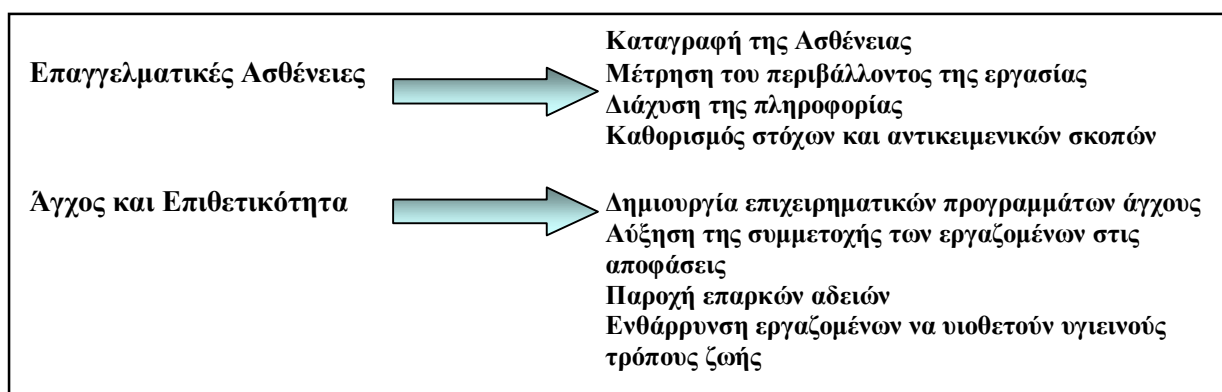 Επαγγελματικές Ασθένειες
Καταγραφή της Ασθένειας
Μέτρηση του περιβάλλοντος της εργασίας
Διάχυση της πληροφορίας
Καθορισμός στόχων και αντικειμενικών σκοπών
Άγχος και Επιθετικότητα
Δημιουργία επιχειρηματικών προγραμμάτων άγχους
Αύξηση της συμμετοχής των εργαζομένων στις
αποφάσεις
Παροχή επαρκών αδειών
Ενθάρρυνση εργαζομένων να υιοθετούν υγιεινούς
τρόπους ζωής